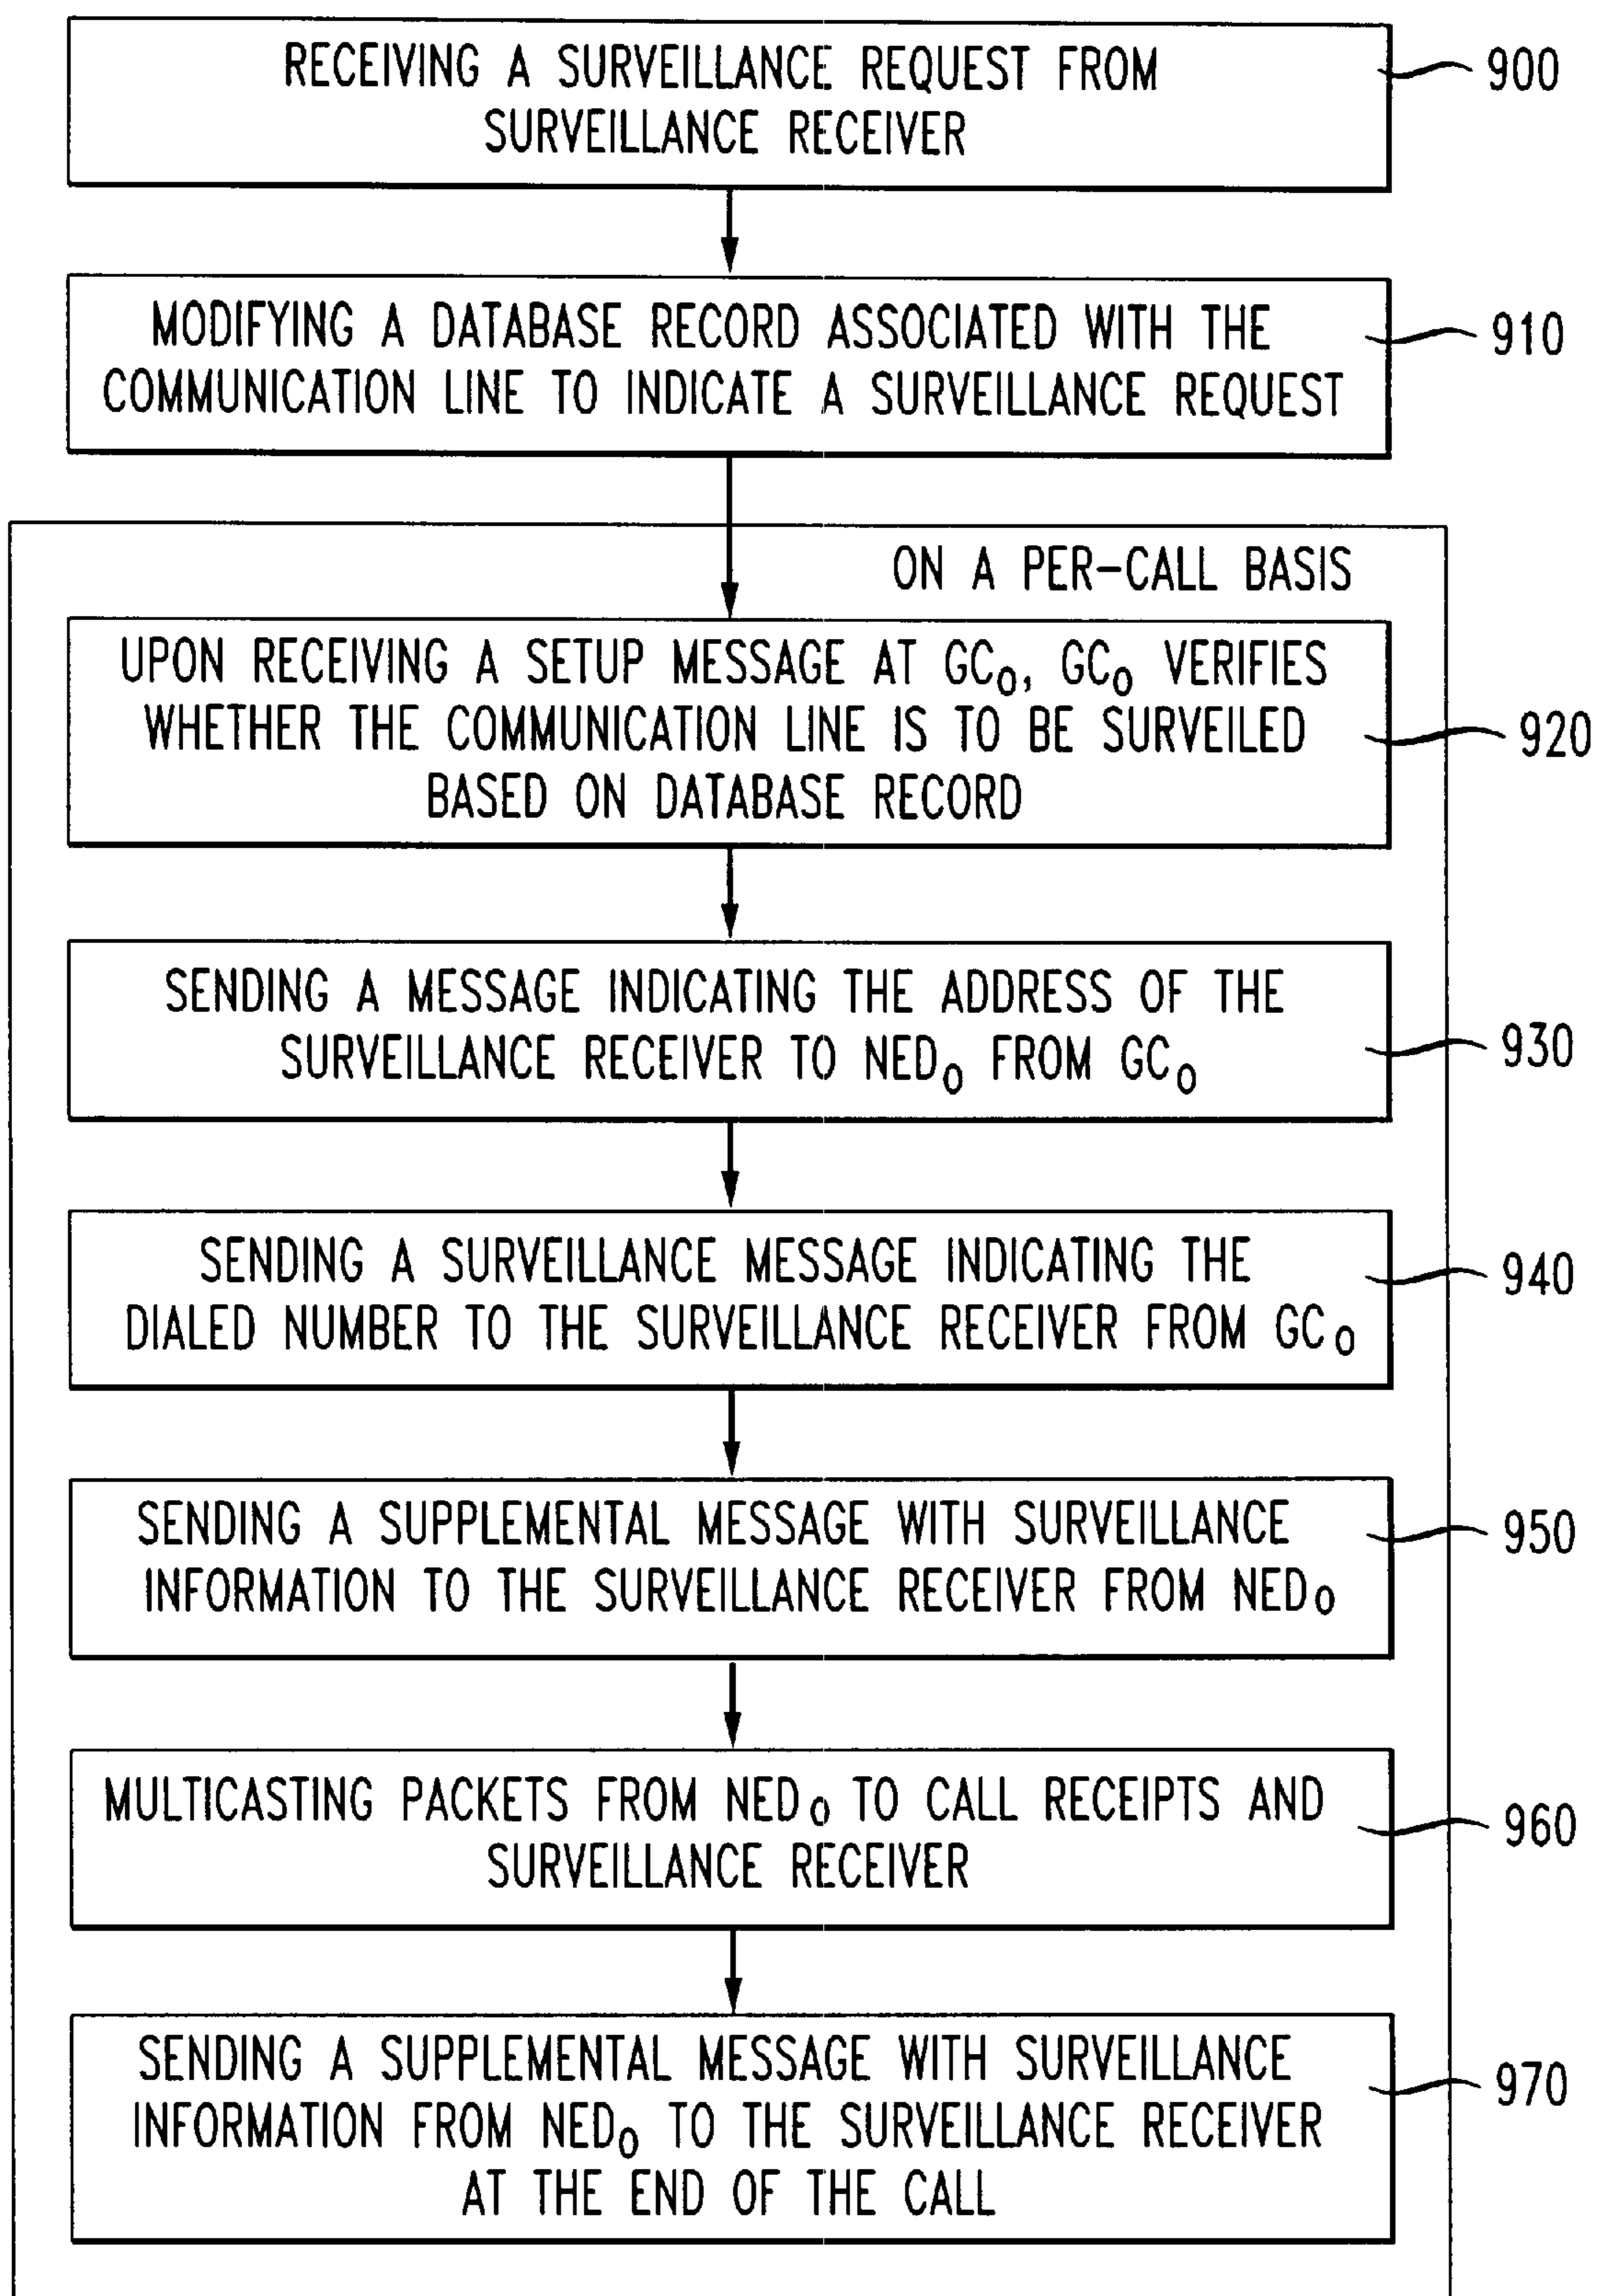 RECEIVING A SURVEILLANCE REQUEST FROM
SURVEILLANCE RECEIVER
900
MODIFYING A DATABASE RECORD ASSOCIATED WITH THE
COMMUNICATION LINE TO INDICATE A SURVEILLANCE REQUEST
910
ON A PER-CALL BASIS
UPON RECEIVING A SETUP MESSAGE AT GC₀, GC₀ VERIFIES
WHETHER THE COMMUNICATION LINE IS TO BE SURVEILED
BASED ON DATABASE RECORD
920
SENDING A MESSAGE INDICATING THE ADDRESS OF THE
SURVEILLANCE RECEIVER TO NED₀ FROM GC₀
930
SENDING A SURVEILLANCE MESSAGE INDICATING THE
DIALED NUMBER TO THE SURVEILLANCE RECEIVER FROM GC₀
940
SENDING A SUPPLEMENTAL MESSAGE WITH SURVEILLANCE
INFORMATION TO THE SURVEILLANCE RECEIVER FROM NED₀
950
MULTICASTING PACKETS FROM NED₀ TO CALL RECEIPTS AND
SURVEILLANCE RECEIVER
960
SENDING A SUPPLEMENTAL MESSAGE WITH SURVEILLANCE
INFORMATION FROM NED₀ TO THE SURVEILLANCE RECEIVER
AT THE END OF THE CALL
970